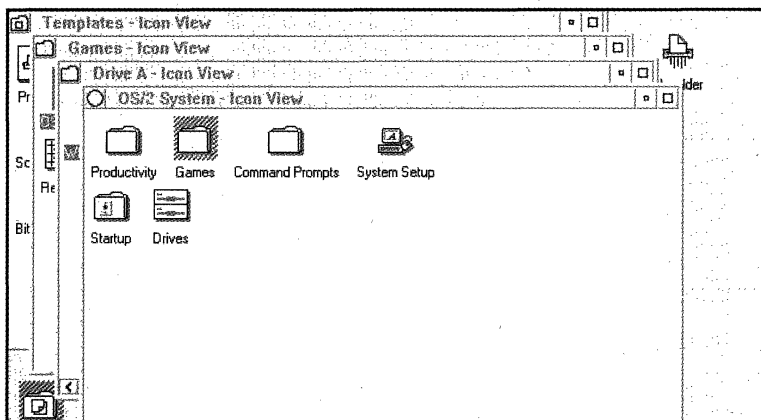 Templates - Icon View
Games - Icon View
Drive A - Icon View
OS/2 System - Icon View
Productivity Games Command Prompts System Setup
Startup Drives
Pr
Sc
Re
Bit
der